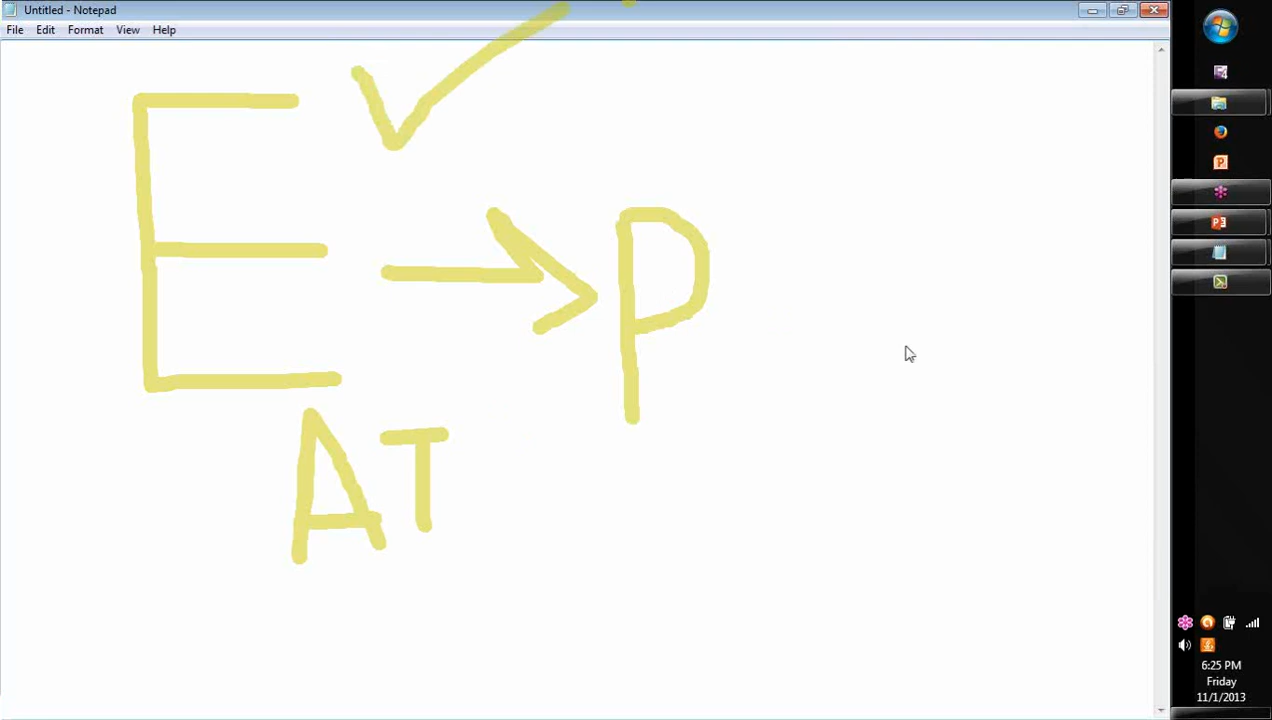 Untitled - Notepad
File Edit Format View Help
E → P
AT
6:25 PM
Friday
11/1/2013